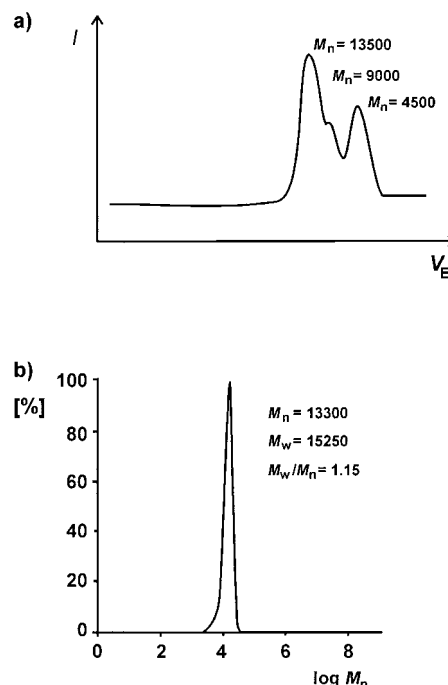 a)
I
Mn = 13500
Mn = 9000
Mn = 4500
VE
b)
[%]
100
80
60
40
20
0
Mn = 13300
Mw = 15250
Mw/Mn = 1.15
0 2 4 6 8
log Mn